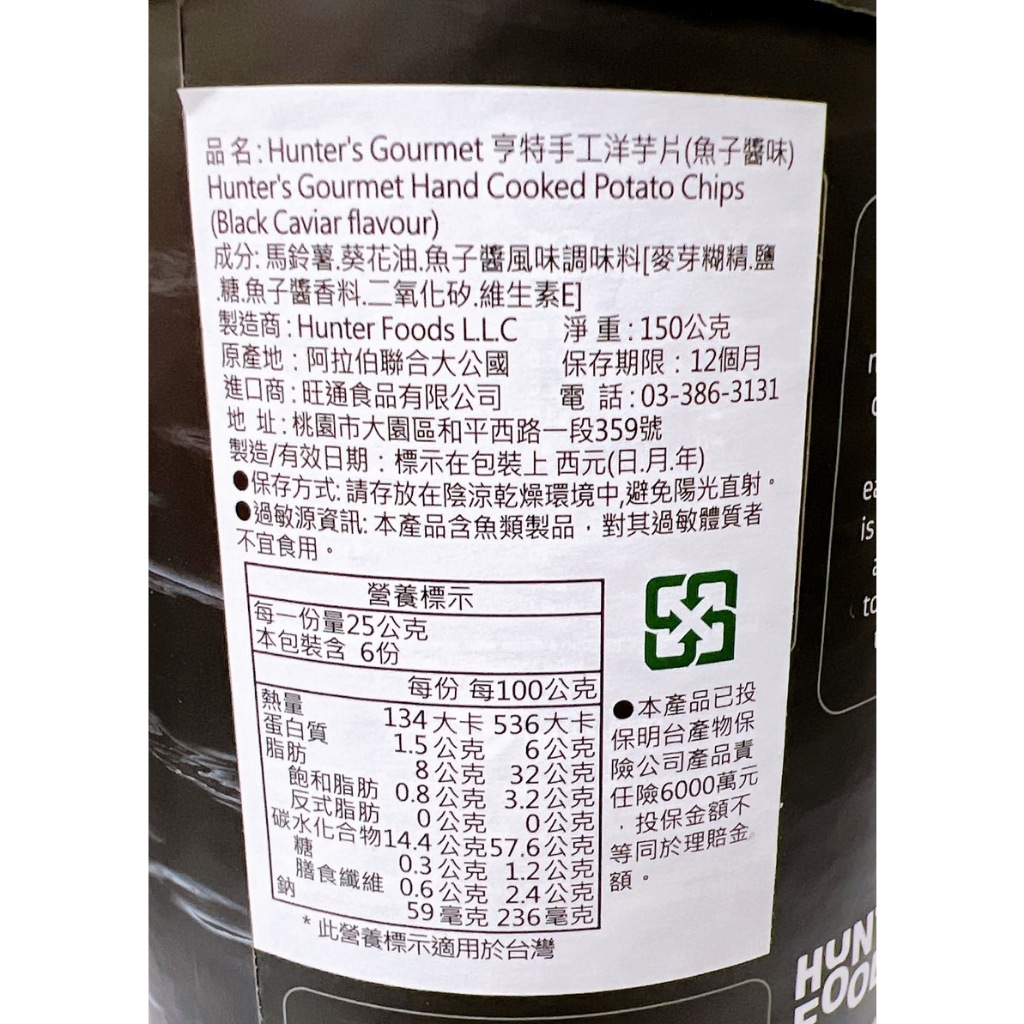 品名:Hunter's Gourmet 亨特手工洋芋片(魚子醬味)
Hunter's Gourmet Hand Cooked Potato Chips
(Black Caviar flavour)
成分:馬鈴薯.葵花油.魚子醬風味調味料[麥芽糊精.鹽
.糖.魚子醬香料.二氧化矽.維生素E]
製造商:Hunter Foods L.L.C 淨重:150公克
原產地:阿拉伯聯合大公國 保存期限:12個月
進口商:旺通食品有限公司 電話:03-386-3131
地址:桃園市大園區和平西路一段359號
製造/有效日期:標示在包裝上 西元(日.月.年)
●保存方式:請存放在陰涼乾燥環境中,避免陽光直射。
●過敏源資訊:本產品含魚類製品,對其過敏體質者
不宜食用。
營養標示
每一份量25公克
本包裝含 6份
每份 每100公克
熱量 134大卡 536大卡
蛋白質 1.5公克 6公克
脂肪 8公克 32公克
飽和脂肪 0.8公克 3.2公克
反式脂肪 0公克 0公克
碳水化合物 14.4公克 57.6公克
糖 0.3公克 1.2公克
膳食纖維 0.6公克 2.4公克
鈉 59毫克 236毫克
*此營養標示適用於台灣
●本產品已投
保明台產物保
險公司產品責
任險6000萬元
,投保金額不
等同於理賠金
額。
HUN
FOO